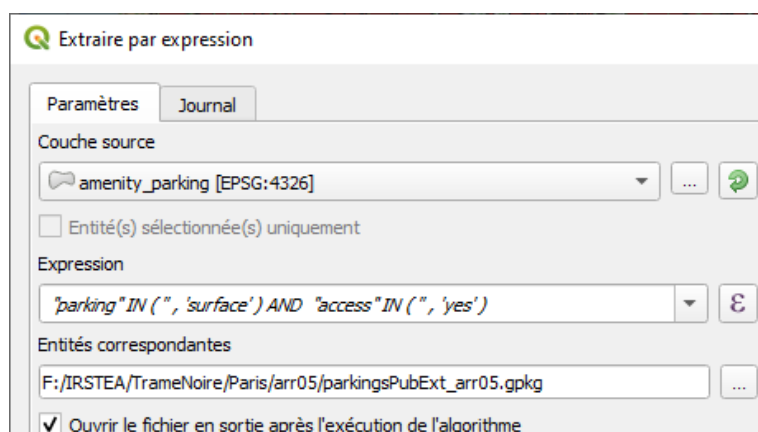 Extraire par expression
Paramètres
Journal
Couche source
amenity_parking [EPSG:4326]
...
Entité(s) sélectionnée(s) uniquement
Expression
"parking" IN ( '' , 'surface' ) AND "access" IN ( '' , 'yes' )
ε
Entités correspondantes
F:/IRSTEA/TrameNoire/Paris/arr05/parkingsPubExt_arr05.gpkg
...
Ouvrir le fichier en sortie après l'exécution de l'algorithme